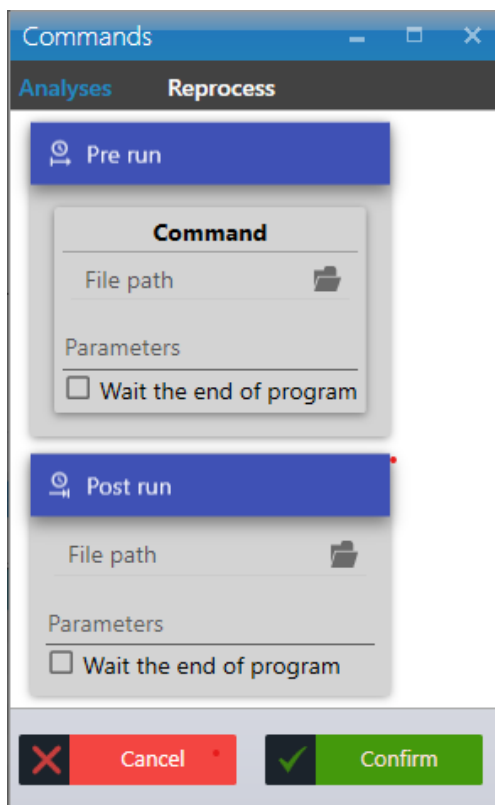 Commands
Analyses Reprocess
Pre run
Command
File path
Parameters
Wait the end of program
Post run
File path
Parameters
Wait the end of program
Cancel Confirm